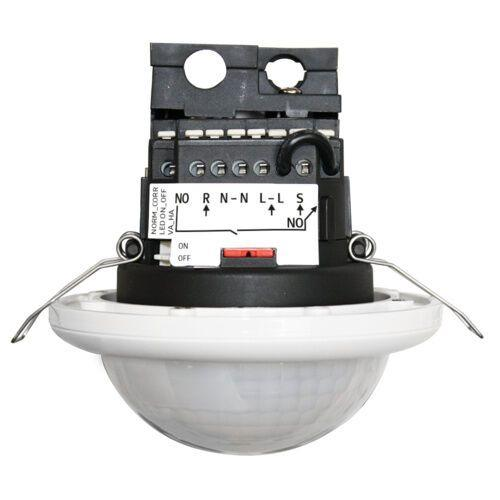 NO R N-N L-L S
NO
NORM_CORR
LED ON_OFF
VA_HA
ON
OFF